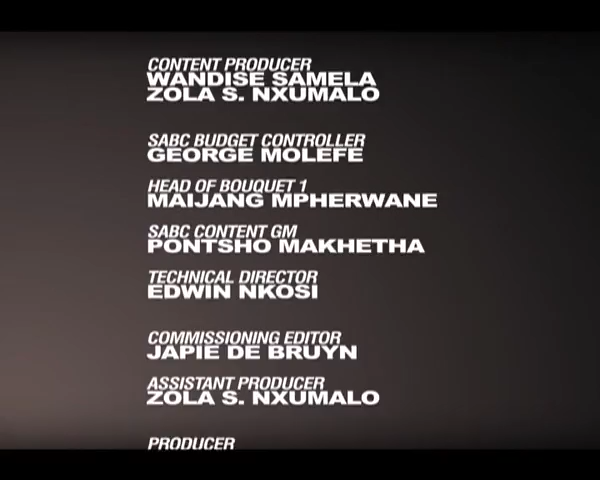 CONTENT PRODUCER
WANDISE SAMELA
ZOLA S. NXUMALO
SABC BUDGET CONTROLLER
GEORGE MOLEFE
HEAD OF BOUQUET 1
MAIJANG MPHERWANE
SABC CONTENT GM
PONTSHO MAKHETHA
TECHNICAL DIRECTOR
EDWIN NKOSI
COMMISSIONING EDITOR
JAPIE DE BRUYN
ASSISTANT PRODUCER
ZOLA S. NXUMALO
PRODUCER